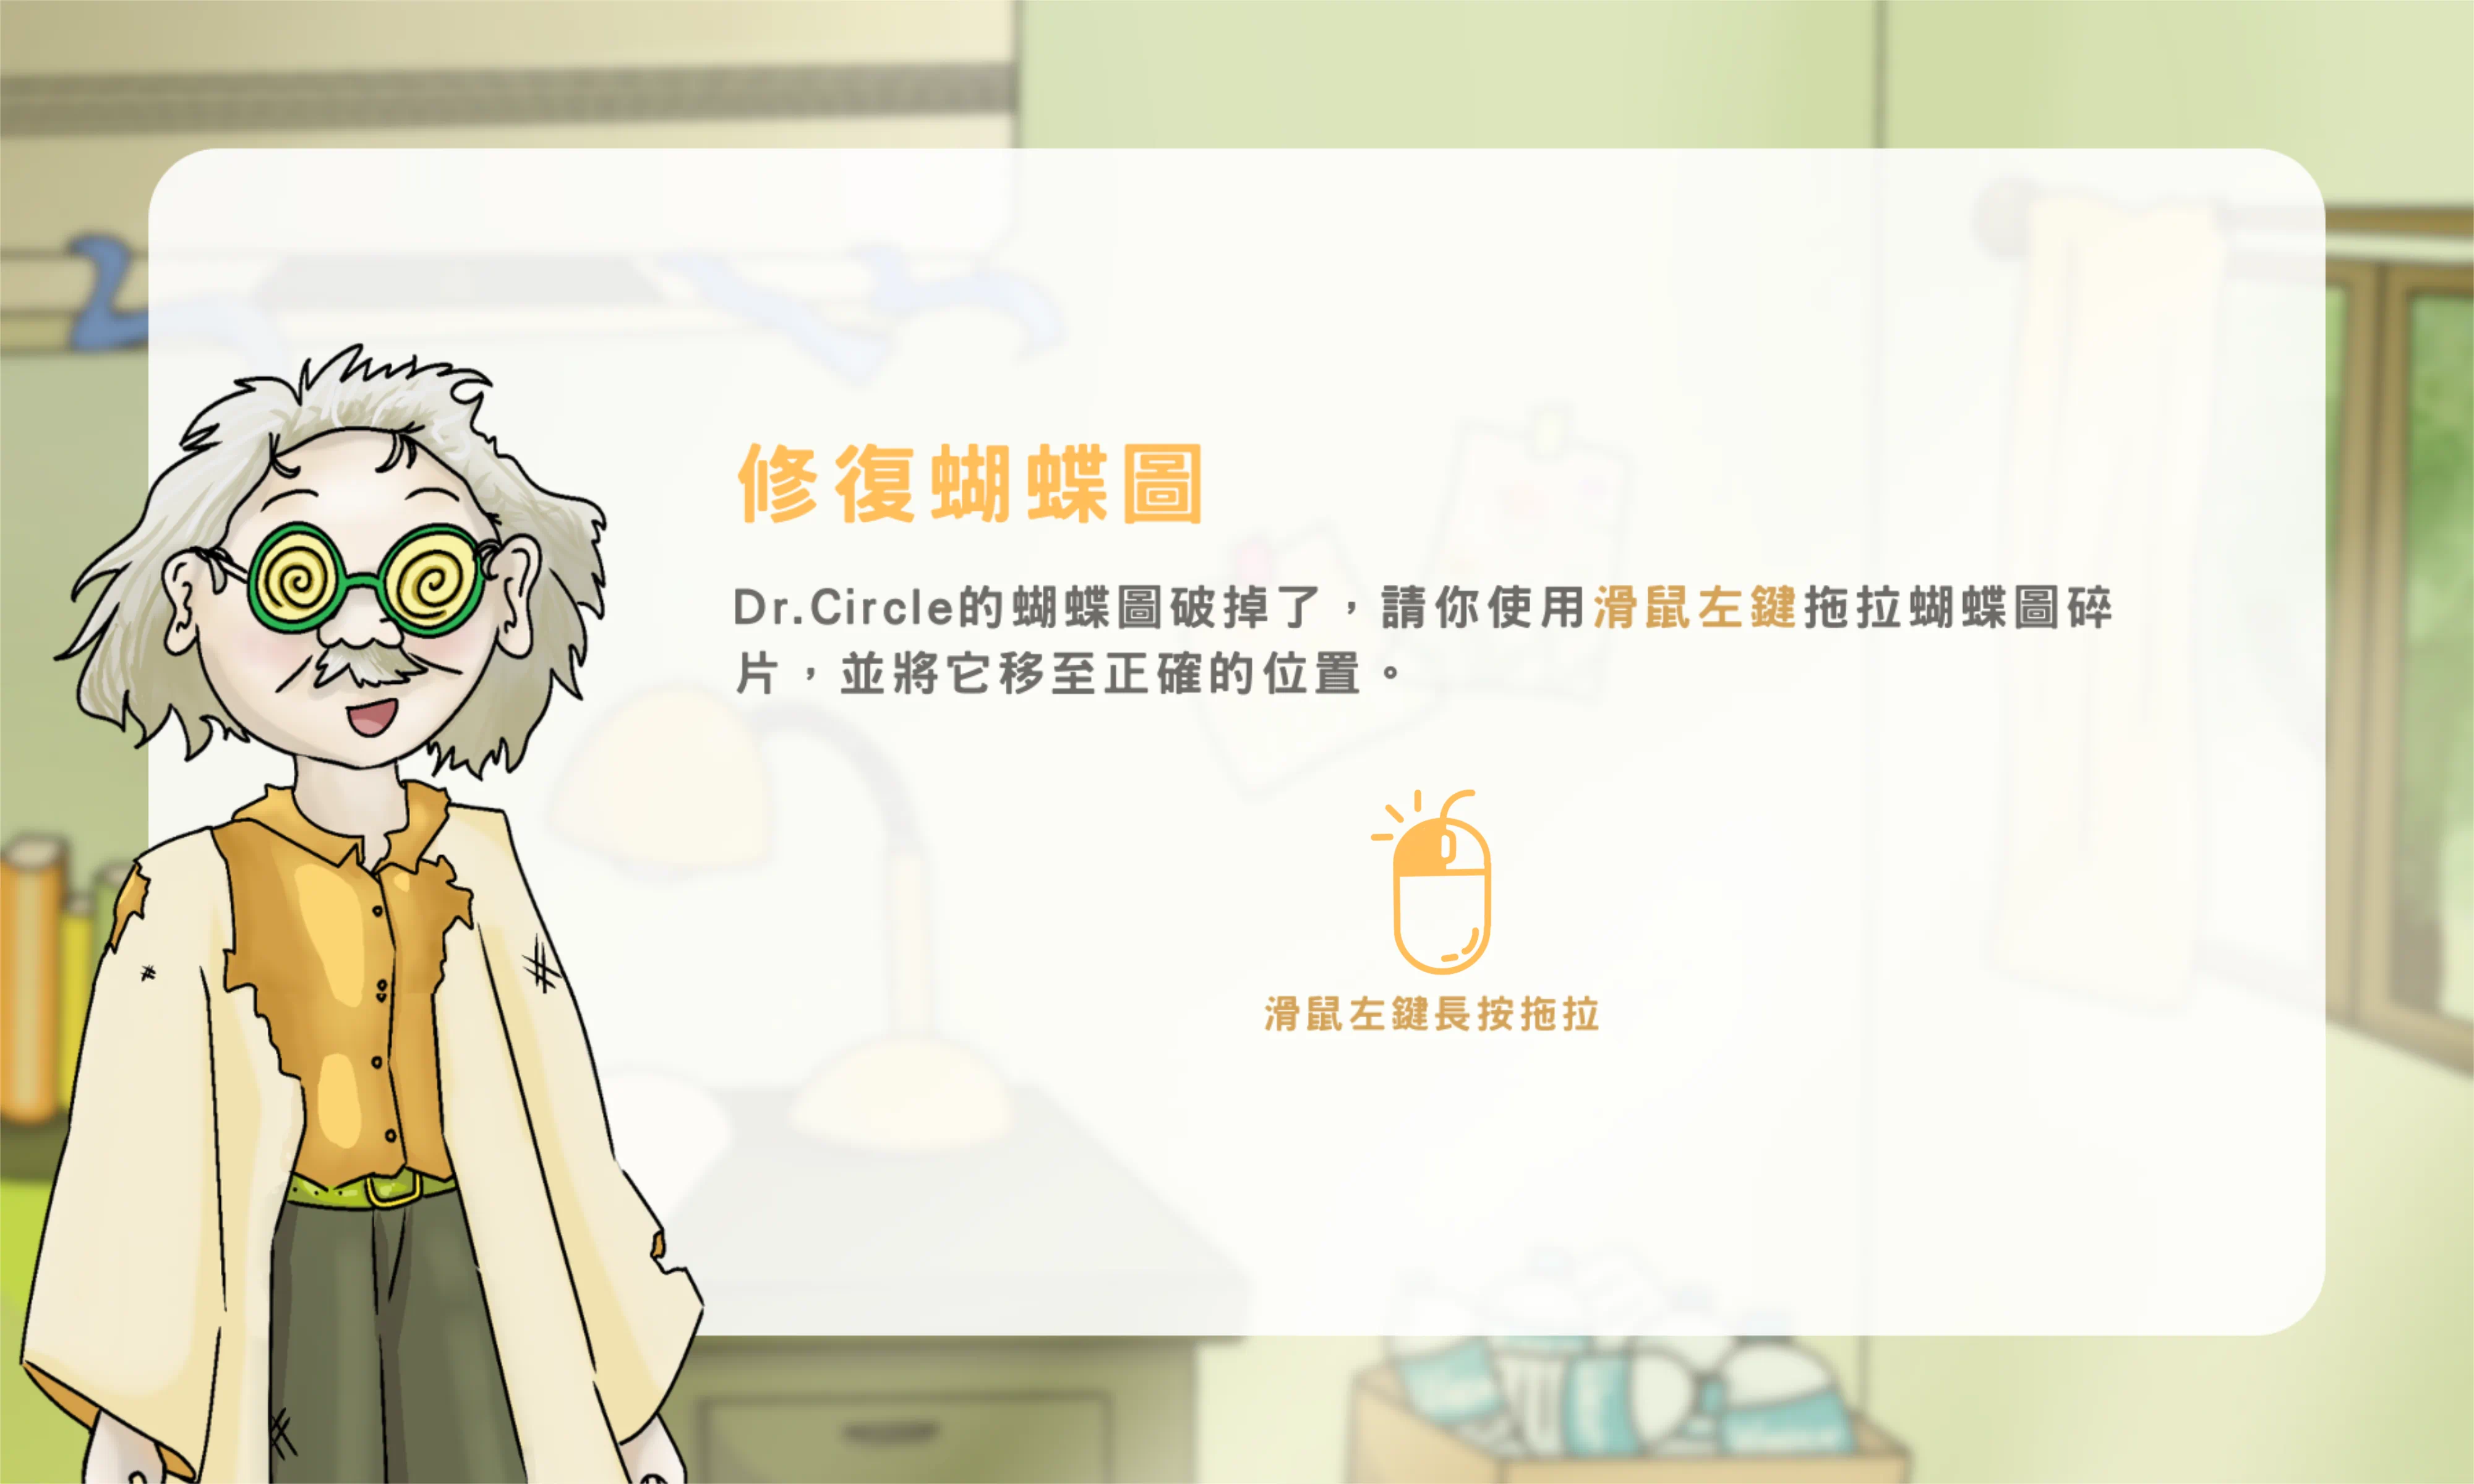 修復蝴蝶圖
Dr.Circle的蝴蝶圖破掉了，請你使用滑鼠左鍵拖拉蝴蝶圖碎
片，並將它移至正確的位置。
滑鼠左鍵長按拖拉